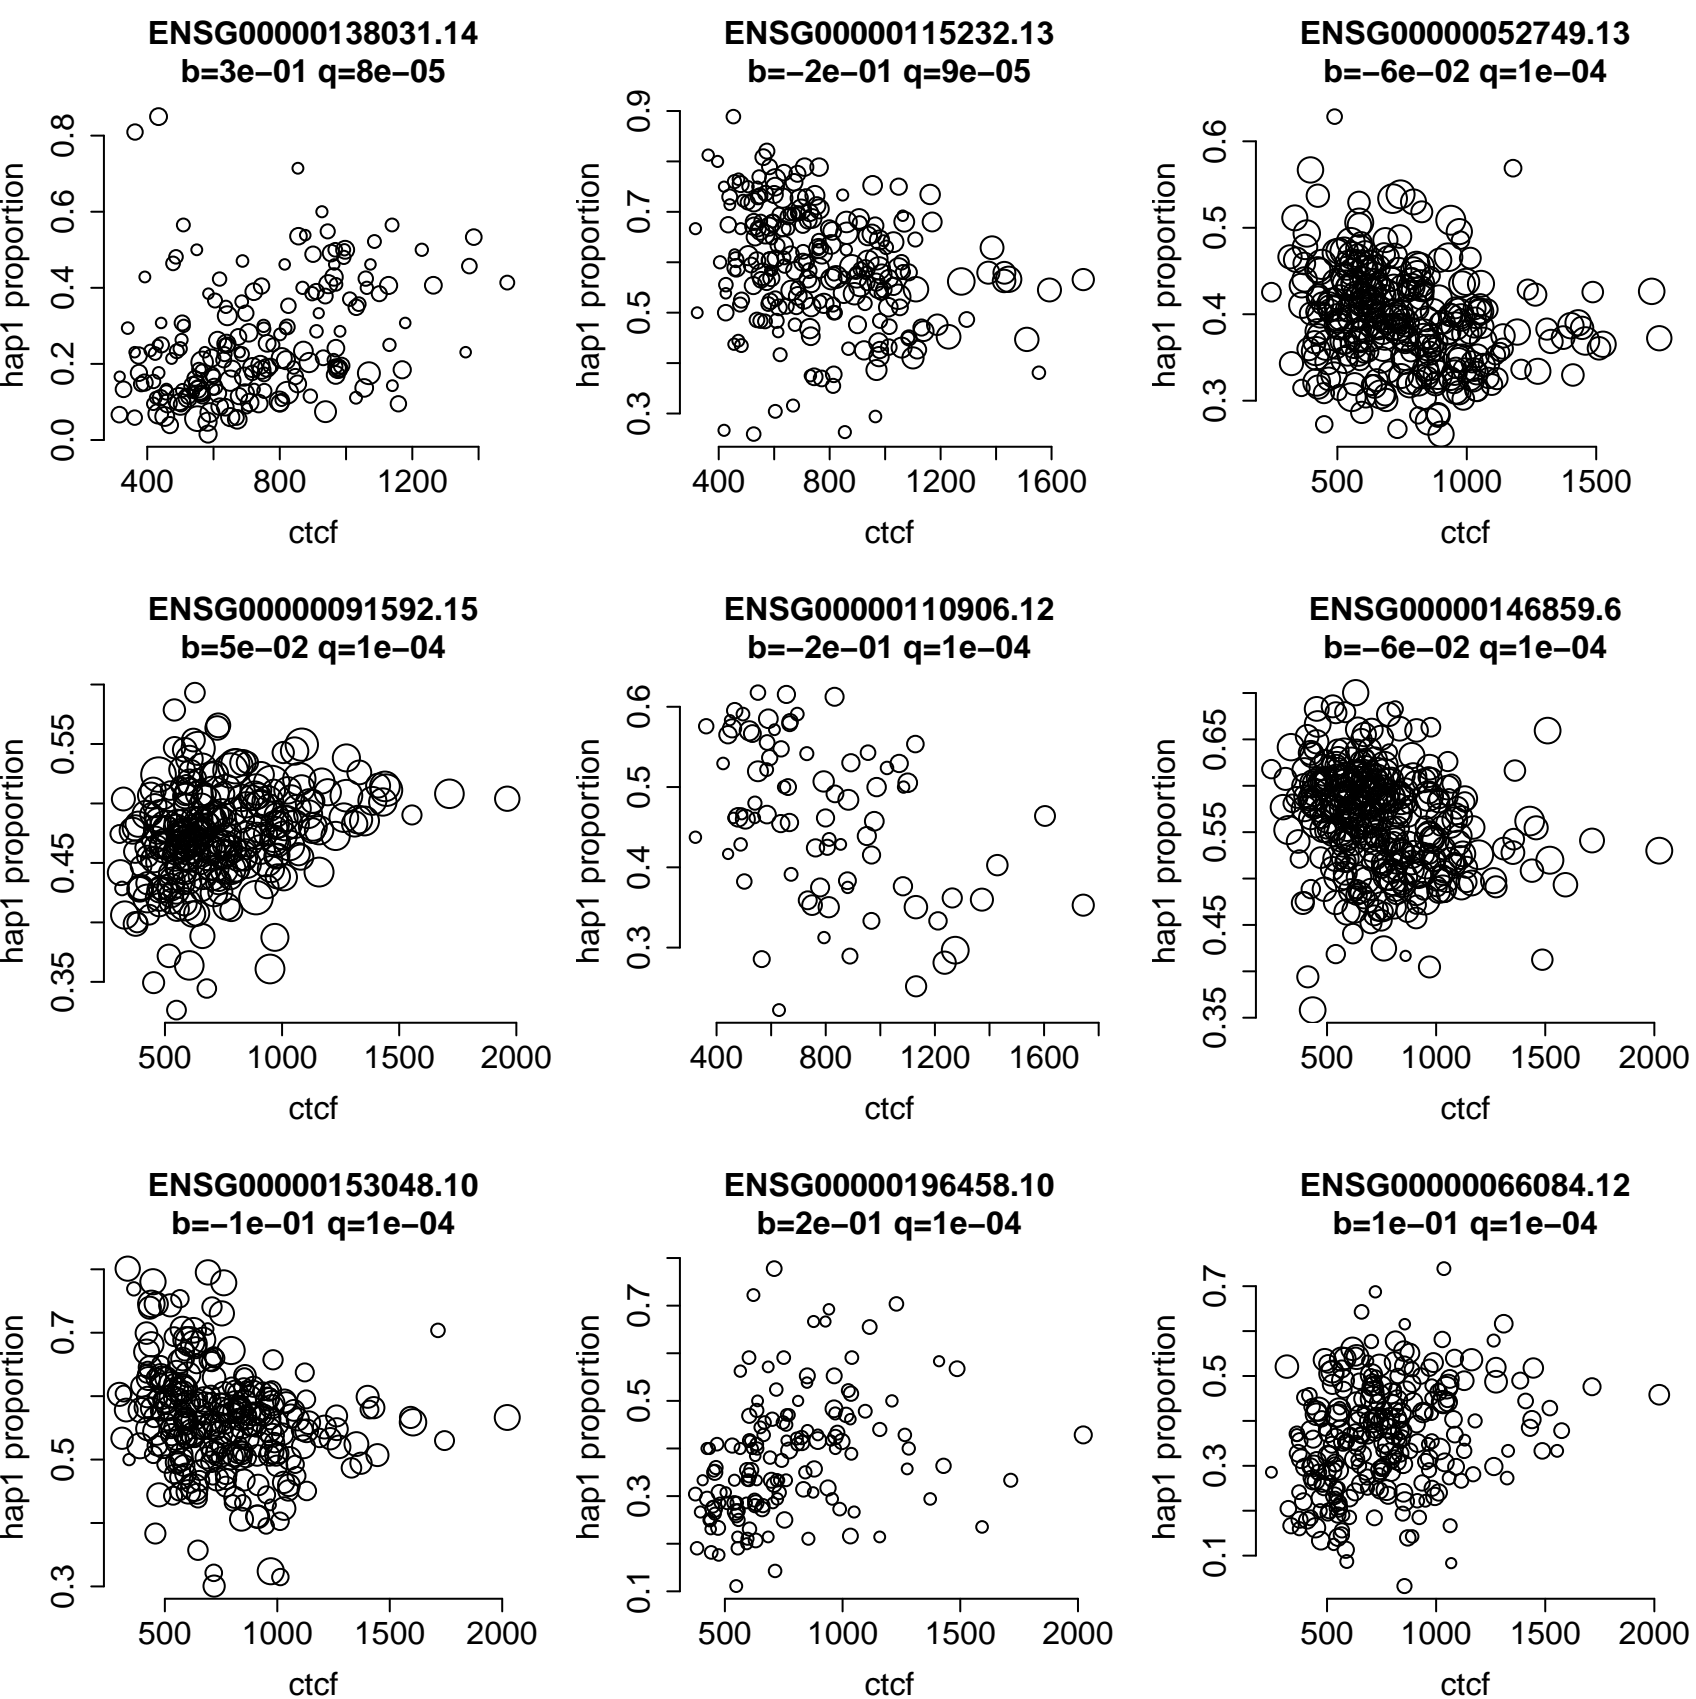 ENSG00000138031.14
b=3e−01 q=8e−05
hap1 proportion
0.0 0.2 0.4 0.6 0.8
400 800 1200
ctcf
ENSG00000115232.13
b=−2e−01 q=9e−05
hap1 proportion
0.3 0.5 0.7 0.9
400 800 1200 1600
ctcf
ENSG00000052749.13
b=−6e−02 q=1e−04
hap1 proportion
0.3 0.4 0.5 0.6
500 1000 1500
ctcf
ENSG00000091592.15
b=5e−02 q=1e−04
hap1 proportion
0.35 0.45 0.55
500 1000 1500 2000
ctcf
ENSG00000110906.12
b=−2e−01 q=1e−04
hap1 proportion
0.3 0.4 0.5 0.6
400 800 1200 1600
ctcf
ENSG00000146859.6
b=−6e−02 q=1e−04
hap1 proportion
0.35 0.45 0.55 0.65
500 1000 1500 2000
ctcf
ENSG00000153048.10
b=−1e−01 q=1e−04
hap1 proportion
0.3 0.5 0.7
500 1000 1500 2000
ctcf
ENSG00000196458.10
b=2e−01 q=1e−04
hap1 proportion
0.1 0.3 0.5 0.7
500 1000 1500 2000
ctcf
ENSG00000066084.12
b=1e−01 q=1e−04
hap1 proportion
0.1 0.3 0.5 0.7
500 1000 1500 2000
ctcf